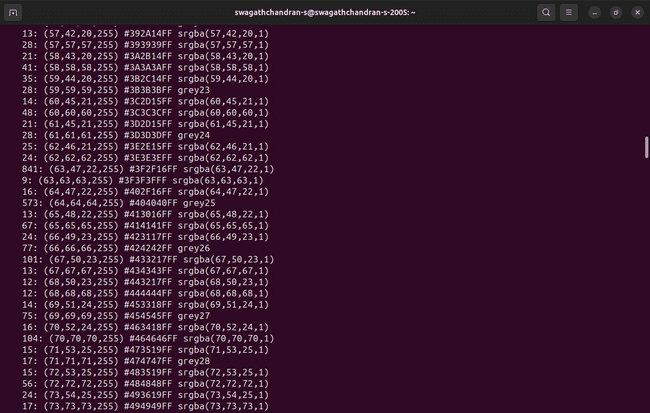 swagathchandran-s@swagathchandran-s-2005: ~
13: (57,42,20,255) #392A14FF srgba(57,42,20,1)
28: (57,57,57,255) #393939FF srgba(57,57,57,1)
21: (58,43,20,255) #3A2B14FF srgba(58,43,20,1)
41: (58,58,58,255) #3A3A3AFF srgba(58,58,58,1)
35: (59,44,20,255) #3B2C14FF srgba(59,44,20,1)
28: (59,59,59,255) #3B3B3BFF grey23
14: (60,45,21,255) #3C2D15FF srgba(60,45,21,1)
48: (60,60,60,255) #3C3C3CFF srgba(60,60,60,1)
21: (61,45,21,255) #3D2D15FF srgba(61,45,21,1)
28: (61,61,61,255) #3D3D3DFF grey24
25: (62,46,21,255) #3E2E15FF srgba(62,46,21,1)
24: (62,62,62,255) #3E3E3EFF srgba(62,62,62,1)
841: (63,47,22,255) #3F2F16FF srgba(63,47,22,1)
9: (63,63,63,255) #3F3F3FFF srgba(63,63,63,1)
16: (64,47,22,255) #402F16FF srgba(64,47,22,1)
573: (64,64,64,255) #404040FF grey25
13: (65,48,22,255) #413016FF srgba(65,48,22,1)
67: (65,65,65,255) #414141FF srgba(65,65,65,1)
24: (66,49,23,255) #423117FF srgba(66,49,23,1)
77: (66,66,66,255) #424242FF grey26
101: (67,50,23,255) #433217FF srgba(67,50,23,1)
13: (67,67,67,255) #434343FF srgba(67,67,67,1)
12: (68,50,23,255) #443217FF srgba(68,50,23,1)
12: (68,68,68,255) #444444FF srgba(68,68,68,1)
14: (69,51,24,255) #453318FF srgba(69,51,24,1)
75: (69,69,69,255) #454545FF grey27
16: (70,52,24,255) #463418FF srgba(70,52,24,1)
104: (70,70,70,255) #464646FF srgba(70,70,70,1)
15: (71,53,25,255) #473519FF srgba(71,53,25,1)
17: (71,71,71,255) #474747FF grey28
15: (72,53,25,255) #483519FF srgba(72,53,25,1)
56: (72,72,72,255) #484848FF srgba(72,72,72,1)
24: (73,54,25,255) #493619FF srgba(73,54,25,1)
17: (73,73,73,255) #494949FF srgba(73,73,73,1)